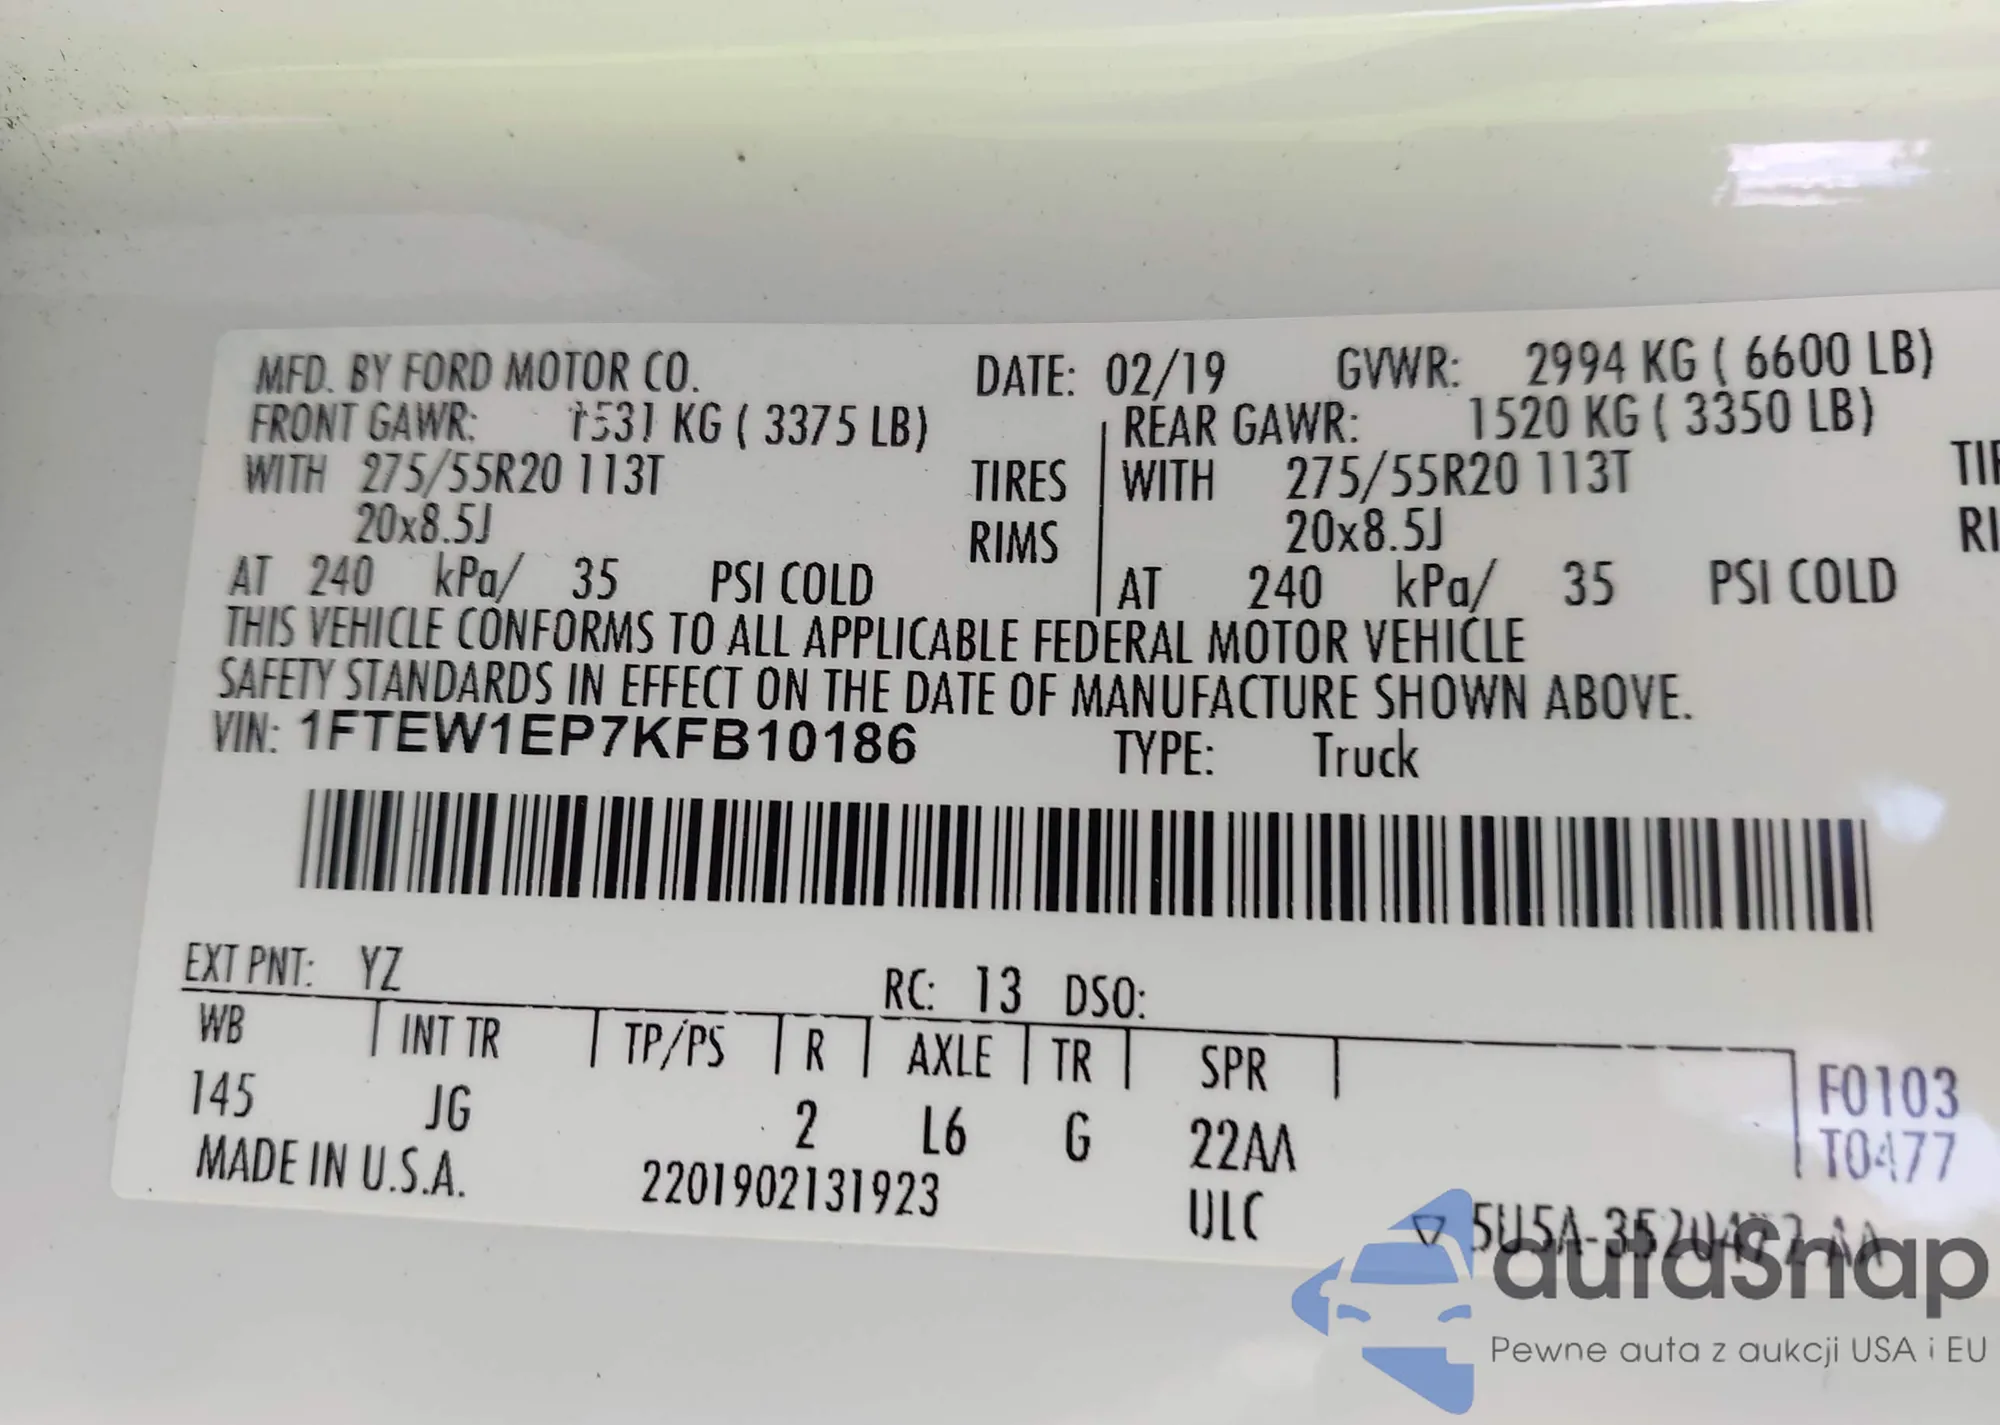 MFD. BY FORD MOTOR CO. DATE: 02/19 GVWR: 2994 KG ( 6600 LB)
FRONT GAWR: 1531 KG ( 3375 LB) REAR GAWR: 1520 KG ( 3350 LB)
WITH 275/55R20 113T TIRES WITH 275/55R20 113T
20x8.5J RIMS 20x8.5J
AT 240 kPa/ 35 PSI COLD AT 240 kPa/ 35 PSI COLD
THIS VEHICLE CONFORMS TO ALL APPLICABLE FEDERAL MOTOR VEHICLE
SAFETY STANDARDS IN EFFECT ON THE DATE OF MANUFACTURE SHOWN ABOVE.
VIN: 1FTEW1EP7KFB10186 TYPE: Truck
EXT PNT: YZ RC: 13 DSO:
WB INT TR TP/PS R AXLE TR SPR
145 JG 2 L6 G 22AA
F0103
T0477
MADE IN U.S.A. 2201902131923 ULC
autaSnap
Pewne auta z aukcji USA i EU